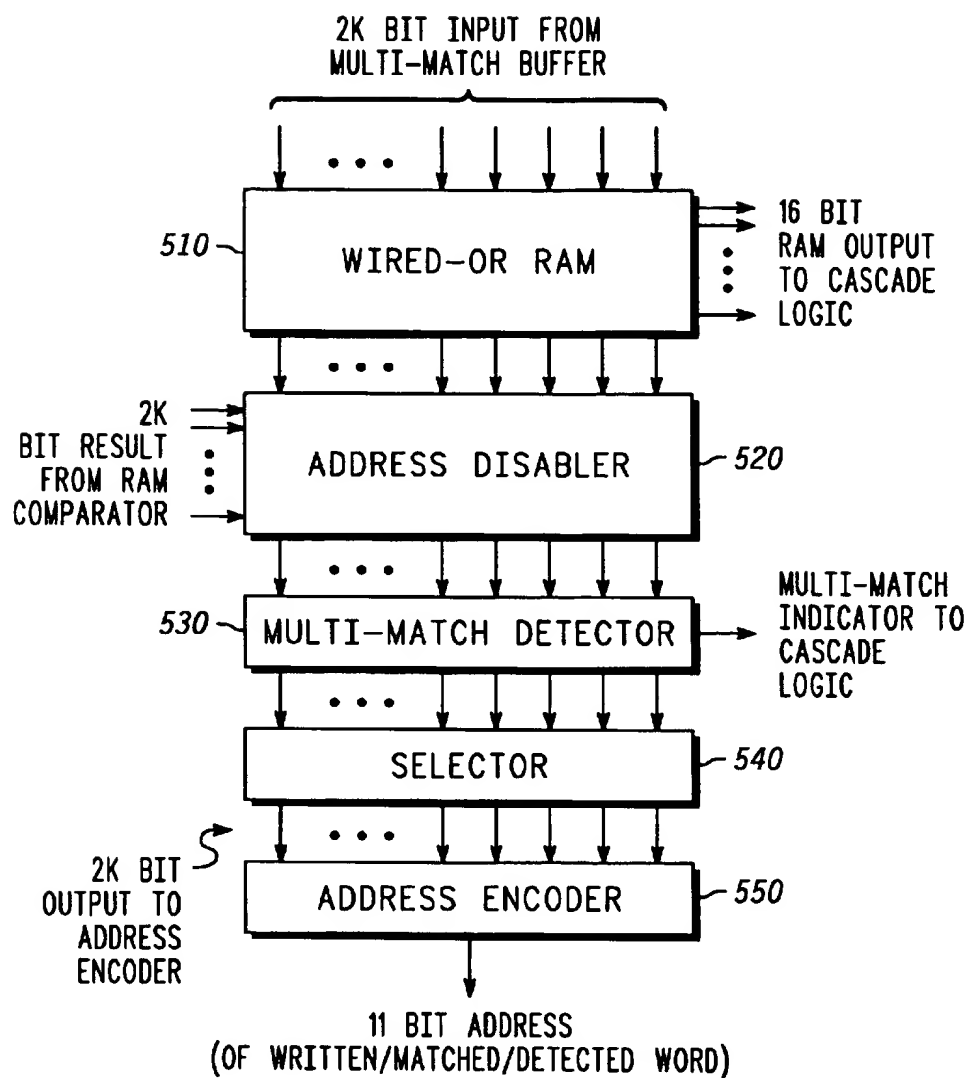 2K BIT INPUT FROM
MULTI-MATCH BUFFER
510
WIRED-OR RAM
16 BIT
RAM OUTPUT
TO CASCADE
LOGIC
2K
BIT RESULT
FROM RAM
COMPARATOR
ADDRESS DISABLER
520
530
MULTI-MATCH DETECTOR
MULTI-MATCH
INDICATOR TO
CASCADE
LOGIC
SELECTOR
540
2K BIT
OUTPUT TO
ADDRESS
ENCODER
ADDRESS ENCODER
550
11 BIT ADDRESS
(OF WRITTEN/MATCHED/DETECTED WORD)